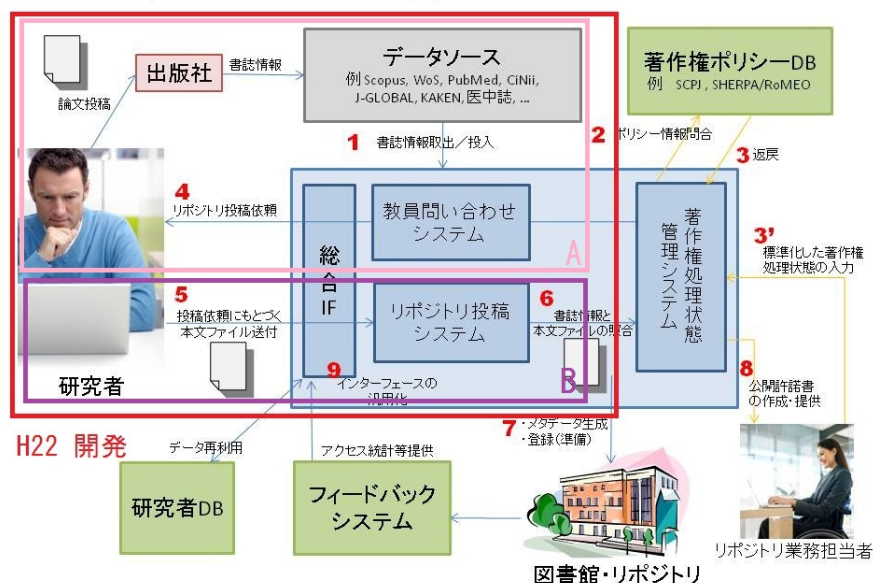 出版社
書誌情報
データソース
例 Scopus, WoS, PubMed, CiNii,
J-GLOBAL, KAKEN, 医中誌, ...
著作権ポリシーDB
例 SCPJ , SHERPA/RoMEO
論文投稿
1
書誌情報取出／投入
2
ポリシー情報問合
3 返戻
4
リポジトリ投稿依頼
教員問い合わせ
システム
A
総合IF
著作権処理状態
管理システム
3'
標準化した著作権
処理状態の入力
5
投稿依頼にもとづく
本文ファイル送付
リポジトリ投稿
システム
6
書誌情報と
本文ファイルの照合
B
9
インターフェースの
汎用化
研究者
8
公開許諾書
の作成・提供
7
・メタデータ生成
・登録(準備)
H22 開発
データ再利用
アクセス統計等提供
研究者DB
フィードバック
システム
図書館・リポジトリ
リポジトリ業務担当者